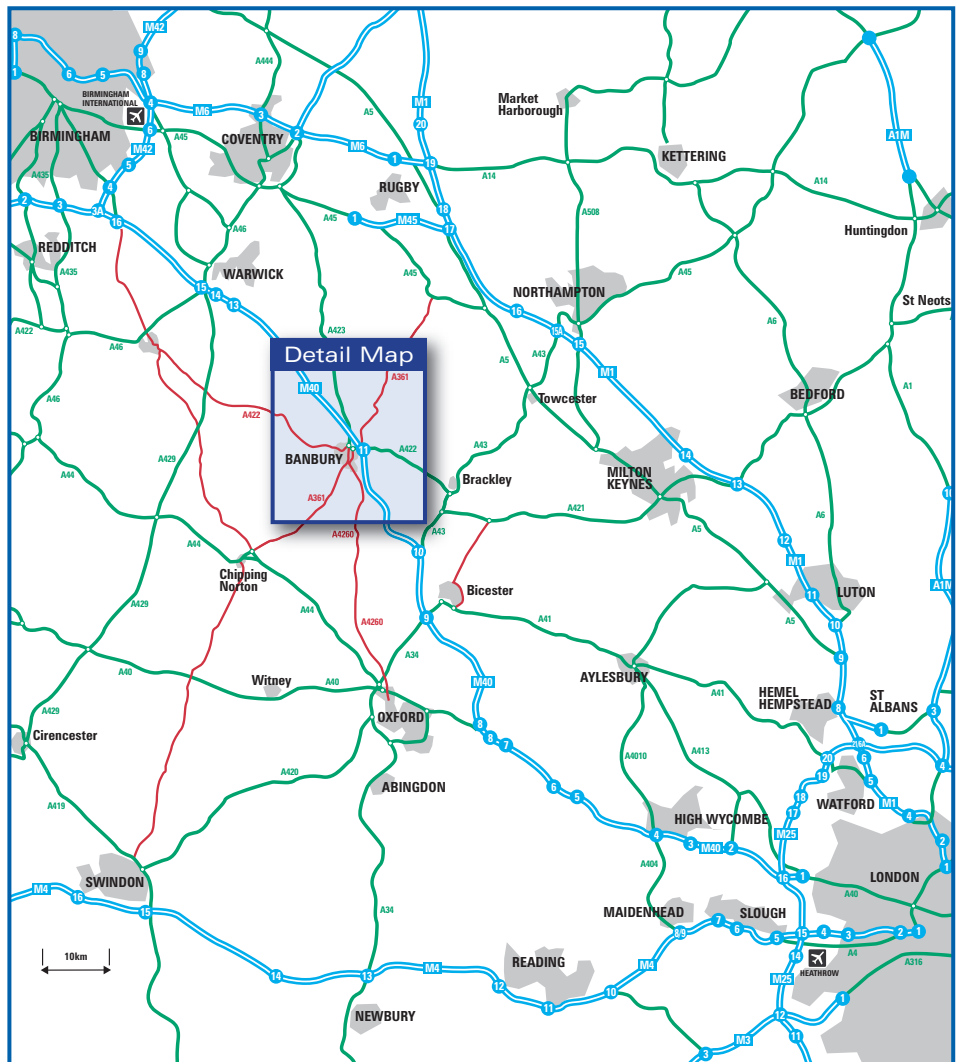 M42
8
9
A444
1
6
5
8
A5
M1
BIRMINGHAM
INTERNATIONAL
4
Market
Harborough
M6
3
20
A1M
6
BIRMINGHAM
A45
COVENTRY
2
M6
1
19
KETTERING
M42
5
A14
A14
A435
4
RUGBY
2
3
3A
16
A45
1
M45
18
17
A508
Huntingdon
REDDITCH
A46
A435
WARWICK
A45
NORTHAMPTON
A45
15
14
13
16
St Neots
A422
A46
A423
15A
15
A6
Detail Map
A43
A5
M1
A1
M40
A361
BEDFORD
A46
A422
Towcester
A429
BANBURY
11
A422
A43
MILTON
KEYNES
14
13
A44
Brackley
10
A361
A421
A4260
A43
A5
A6
A44
10
12
M1
Chipping
Norton
Bicester
11
LUTON
A1M
A429
A44
9
A41
A5
10
A4260
A34
9
A40
Witney
A40
AYLESBURY
M40
A41
HEMEL
HEMPSTEAD
ST
ALBANS
A429
OXFORD
8
8
7
8
1
3
Cirencester
A4010
A413
20
6A
6
4
A420
19
5
A419
ABINGDON
6
5
18
17
WATFORD
M1
4
HIGH WYCOMBE
M25
4
3
M40
2
2
SWINDON
A404
16
1
LONDON
1
M4
16
A40
15
A34
MAIDENHEAD
7
6
SLOUGH
8/9
5
15
4
3
2
1
A4
10km
14
HEATHROW
A316
14
13
M4
READING
M4
M25
12
10
1
11
12
NEWBURY
M3
11
3